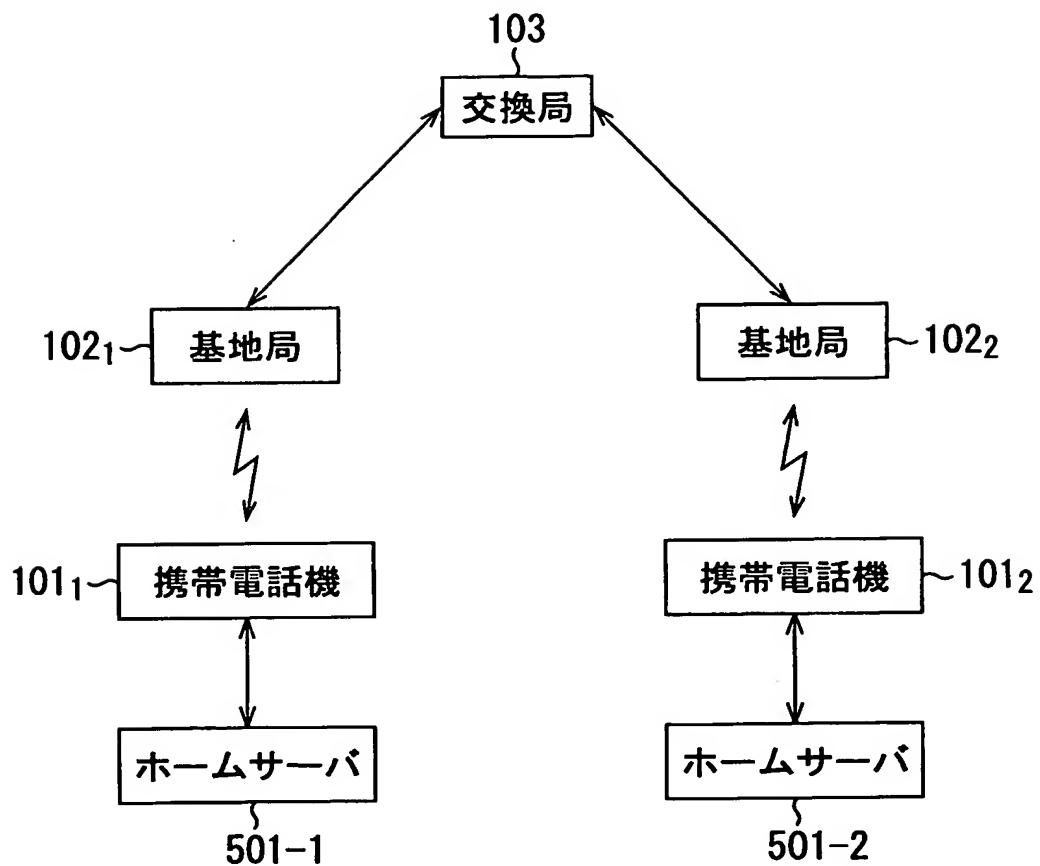 103
交換局
102₁
基地局
基地局
102₂
101₁
携帯電話機
携帯電話機
101₂
ホームサーバ
ホームサーバ
501-1
501-2